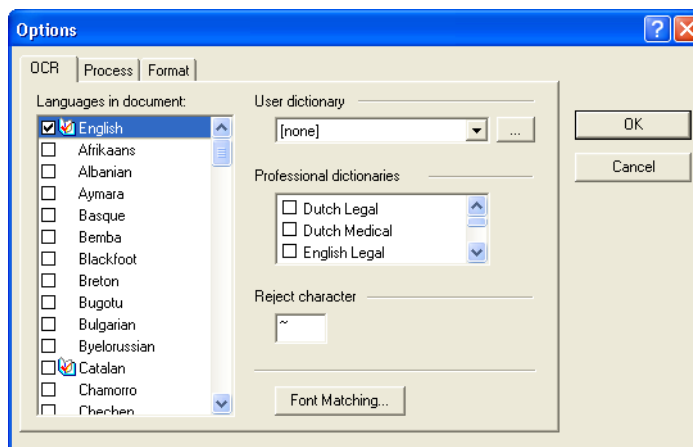 Options
OCR Process Format
Languages in document:
English
Afrikaans
Albanian
Aymara
Basque
Bemba
Blackfoot
Breton
Bugotu
Bulgarian
Byelorussian
Catalan
Chamorro
Chechen
User dictionary
[none]
...
Professional dictionaries
Dutch Legal
Dutch Medical
English Legal
Reject character
~
Font Matching...
OK
Cancel